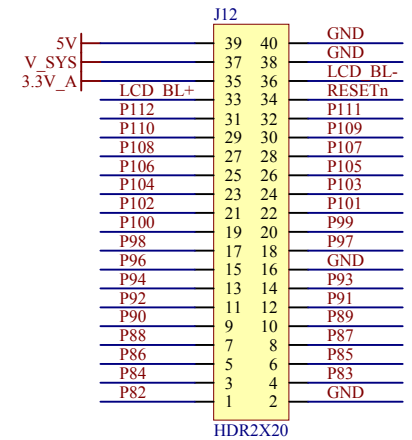 J12
5V 39 40 GND
V_SYS 37 38 GND
3.3V_A 35 36 LCD_BL-
LCD_BL+ 33 34 RESETn
P112 31 32 P111
P110 29 30 P109
P108 27 28 P107
P106 25 26 P105
P104 23 24 P103
P102 21 22 P101
P100 19 20 P99
P98 17 18 P97
P96 15 16 GND
P94 13 14 P93
P92 11 12 P91
P90 9 10 P89
P88 7 8 P87
P86 5 6 P85
P84 3 4 P83
P82 1 2 GND
HDR2X20